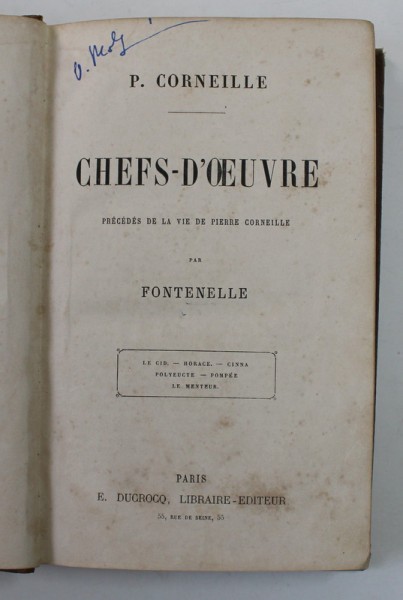 P. CORNEILLE
CHEFS-D'ŒUVRE
PRÉCÉDÉS DE LA VIE DE PIERRE CORNEILLE
PAR
FONTENELLE
LE CID. — HORACE. — CINNA
POLYEUCTE — POMPÉE
LE MENTEUR.
PARIS
E. DUCROCQ, LIBRAIRE-EDITEUR
55, RUE DE SEINE, 55